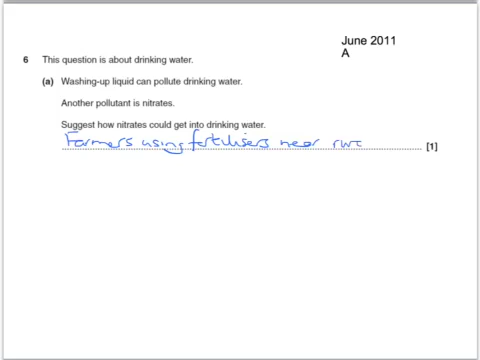 June 2011
A
6 This question is about drinking water.
(a) Washing-up liquid can pollute drinking water.
Another pollutant is nitrates.
Suggest how nitrates could get into drinking water.
Farmers using fertilisers near
[1]